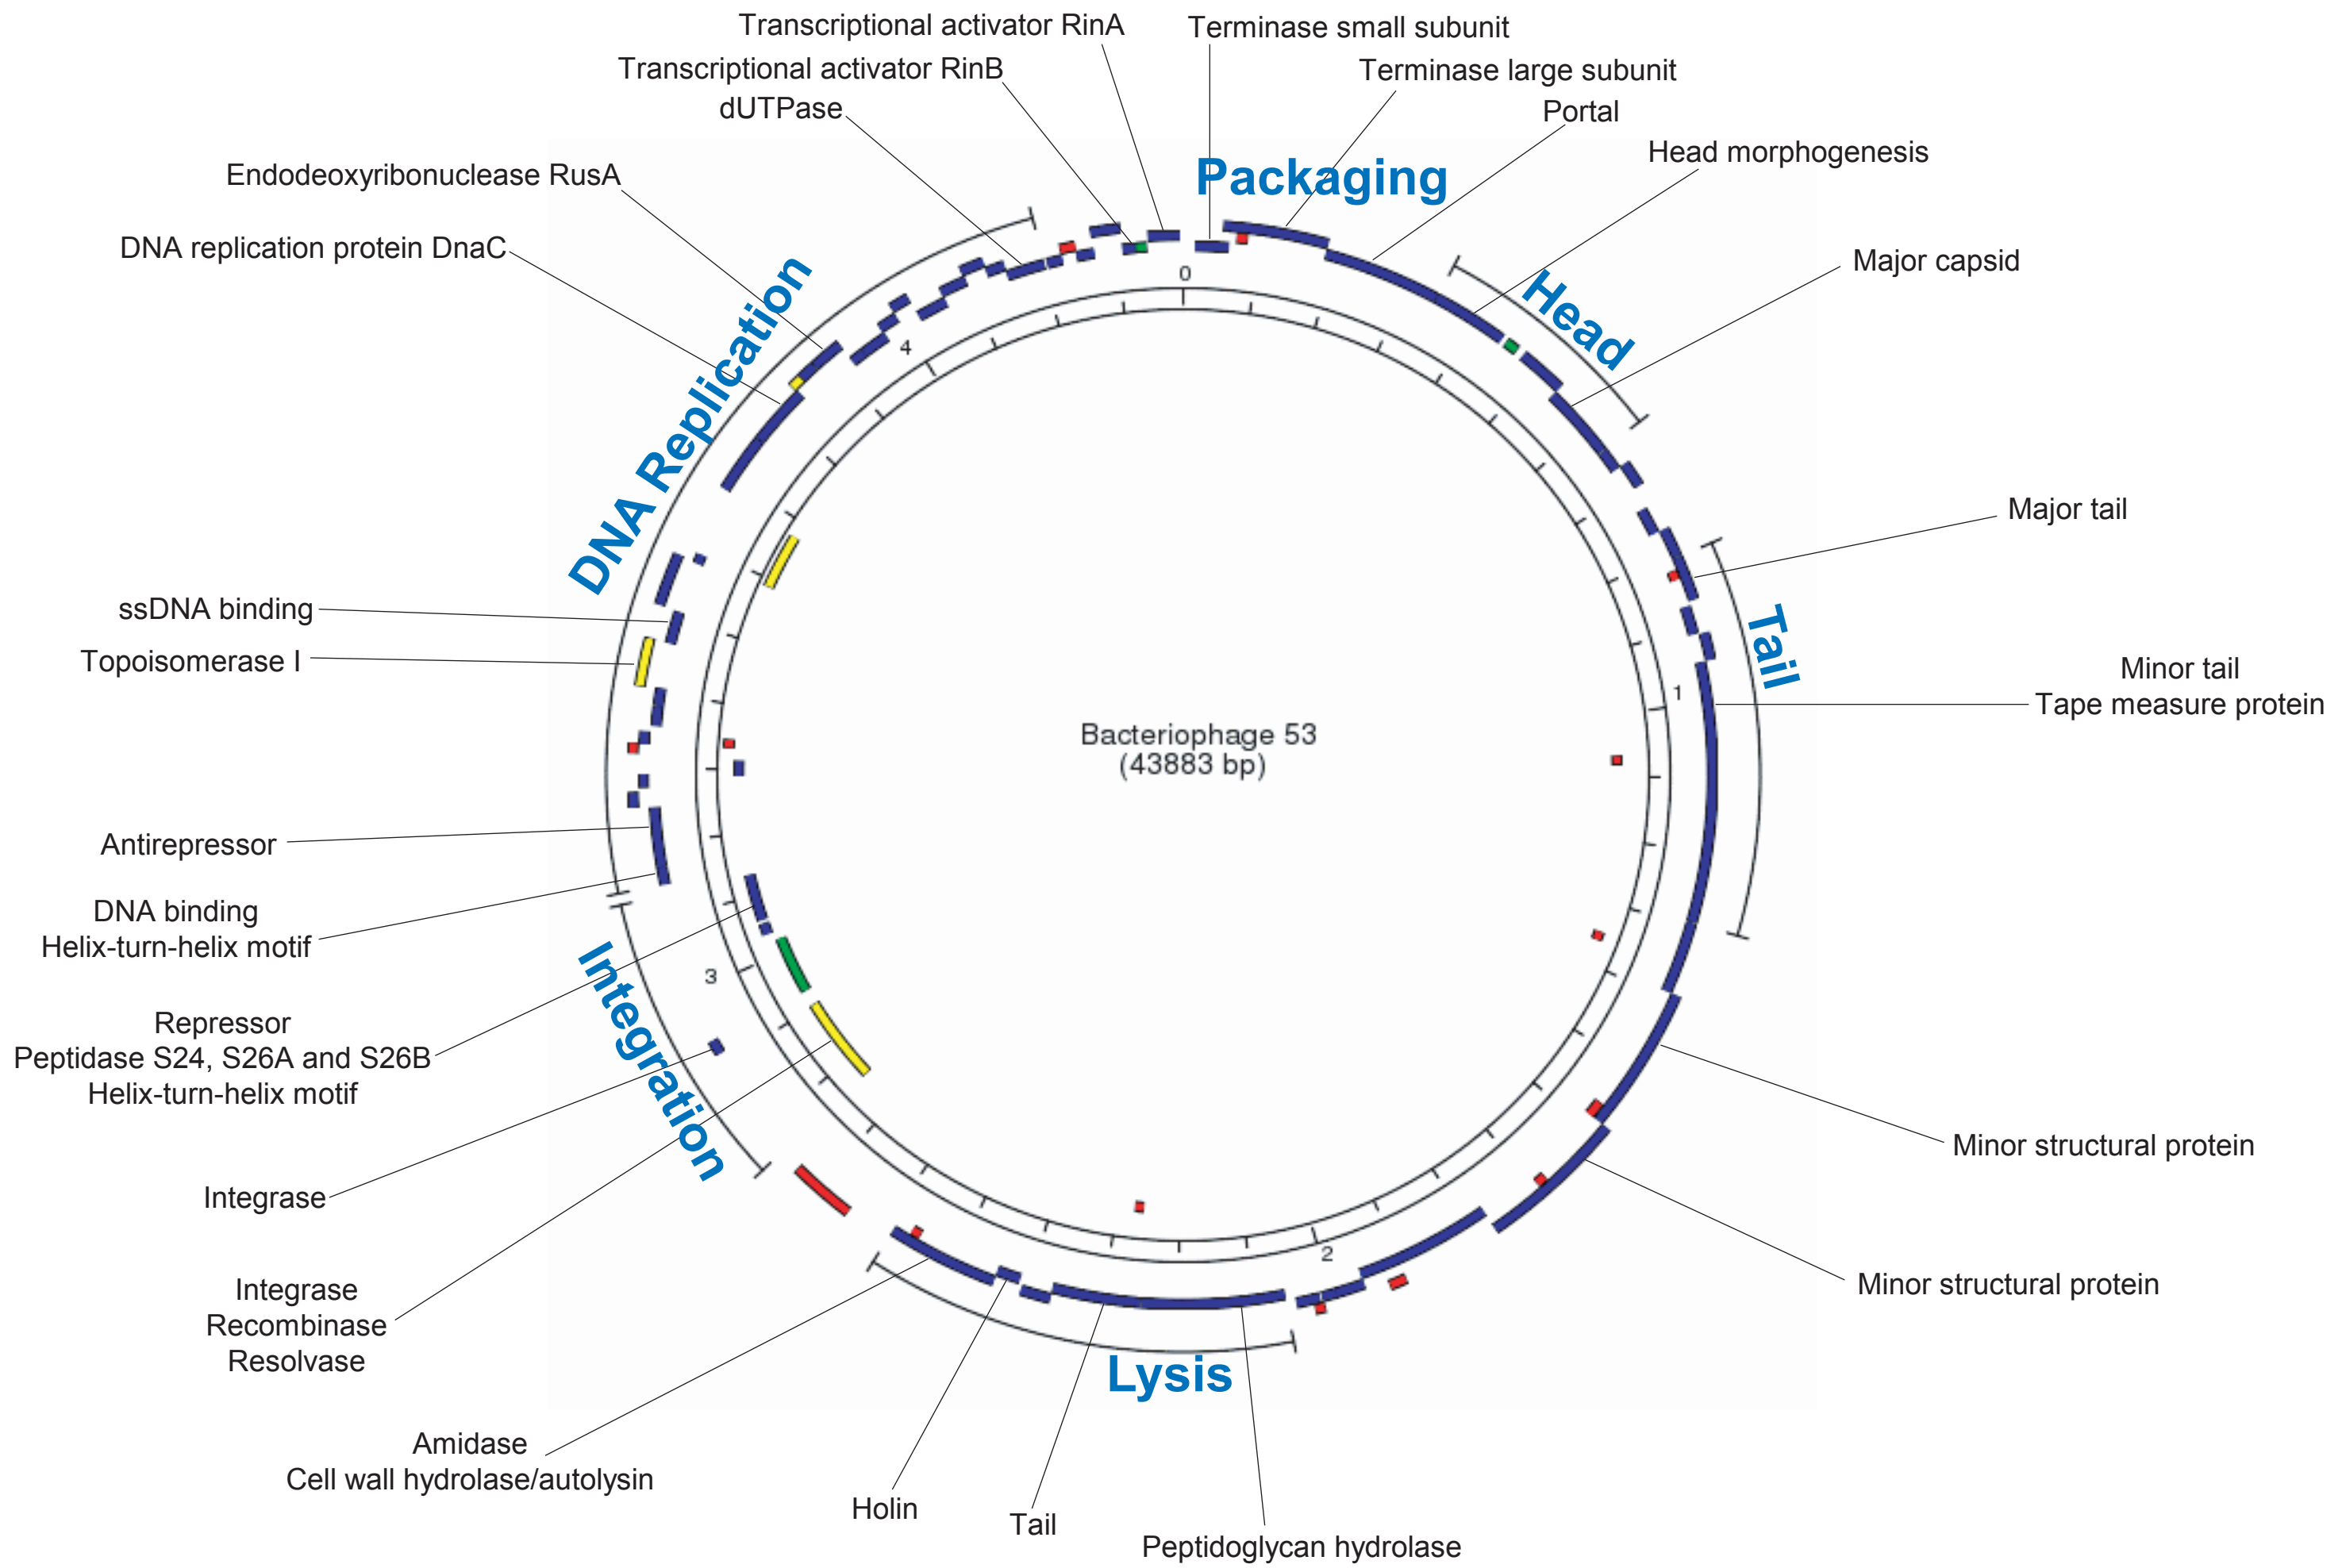 Transcriptional activator RinA
Terminase small subunit
Transcriptional activator RinB
Terminase large subunit
dUTPase
Portal
Packaging
Head morphogenesis
Endodeoxyribonuclease RusA
DNA replication protein DnaC
Major capsid
Head
0
4
DNA Replication
Major tail
ssDNA binding
Topoisomerase I
Tail
1
Minor tail
Tape measure protein
Bacteriophage 53
(43883 bp)
Antirepressor
DNA binding
Helix-turn-helix motif
3
Integration
Repressor
Peptidase S24, S26A and S26B
Helix-turn-helix motif
Minor structural protein
Integrase
2
Minor structural protein
Integrase
Recombinase
Resolvase
Lysis
Amidase
Cell wall hydrolase/autolysin
Holin
Tail
Peptidoglycan hydrolase